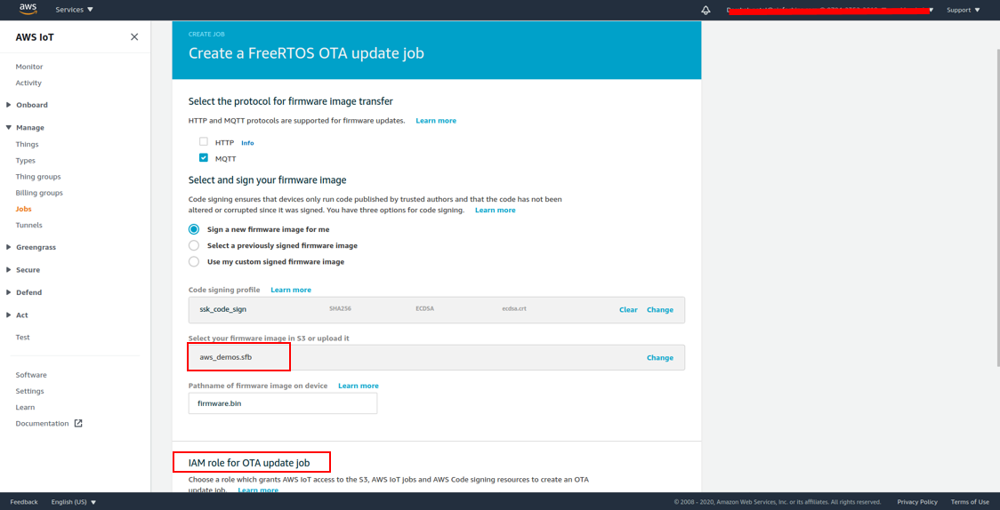 aws
Services
Support
AWS IoT
Monitor
Activity
Onboard
Manage
Things
Types
Thing groups
Billing groups
Jobs
Tunnels
Greengrass
Secure
Defend
Act
Test
Software
Settings
Learn
Documentation
CREATE JOB
Create a FreeRTOS OTA update job
Select the protocol for firmware image transfer
HTTP and MQTT protocols are supported for firmware updates. Learn more
HTTP Info
MQTT
Select and sign your firmware image
Code signing ensures that devices only run code published by trusted authors and that the code has not been
altered or corrupted since it was signed. You have three options for code signing. Learn more
Sign a new firmware image for me
Select a previously signed firmware image
Use my custom signed firmware image
Code signing profile Learn more
ssk_code_sign SHA256 ECDSA ecdsa.crt Clear Change
Select your firmware image in S3 or upload it
aws_demos.sfb Change
Pathname of firmware image on device Learn more
firmware.bin
IAM role for OTA update job
Choose a role which grants AWS IoT access to the S3, AWS IoT jobs and AWS Code signing resources to create an OTA
update job. Learn more
Feedback English (US) © 2008 - 2020, Amazon Web Services, Inc. or its affiliates. All rights reserved. Privacy Policy Terms of Use